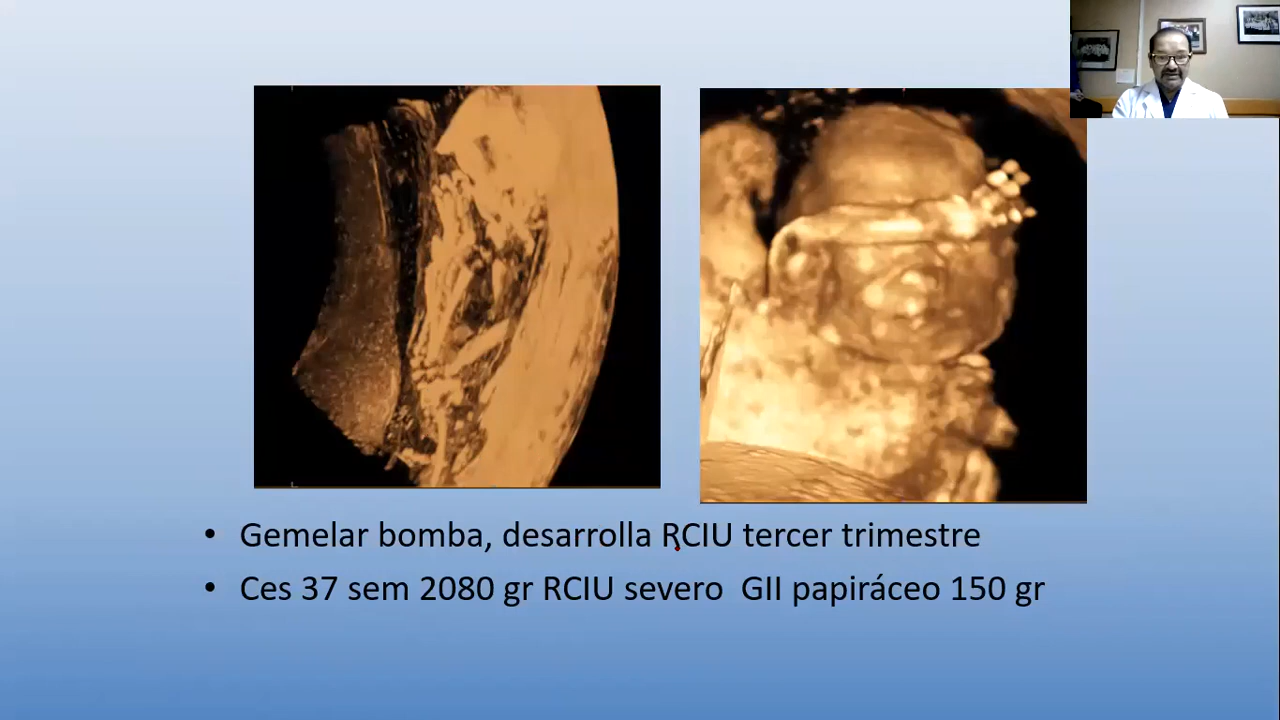 • Gemelar bomba, desarrolla RCIU tercer trimestre
• Ces 37 sem 2080 gr RCIU severo  GII papiráceo 150 gr